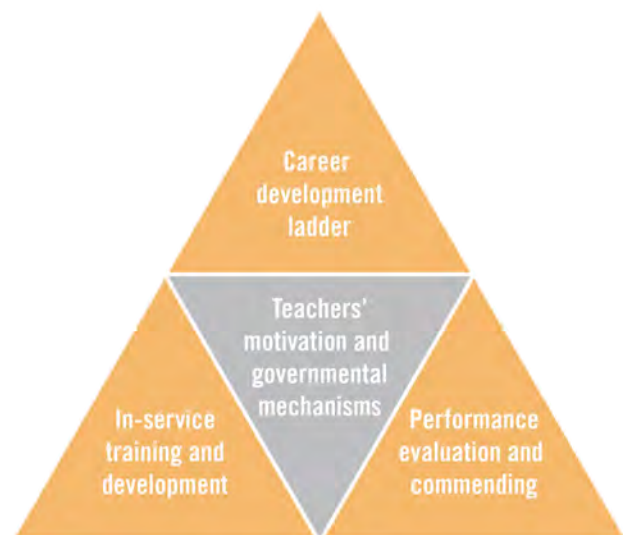 Career
development
ladder
Teachers'
motivation and
governmental
mechanisms
In-service
training and
development
Performance
evaluation and
commending